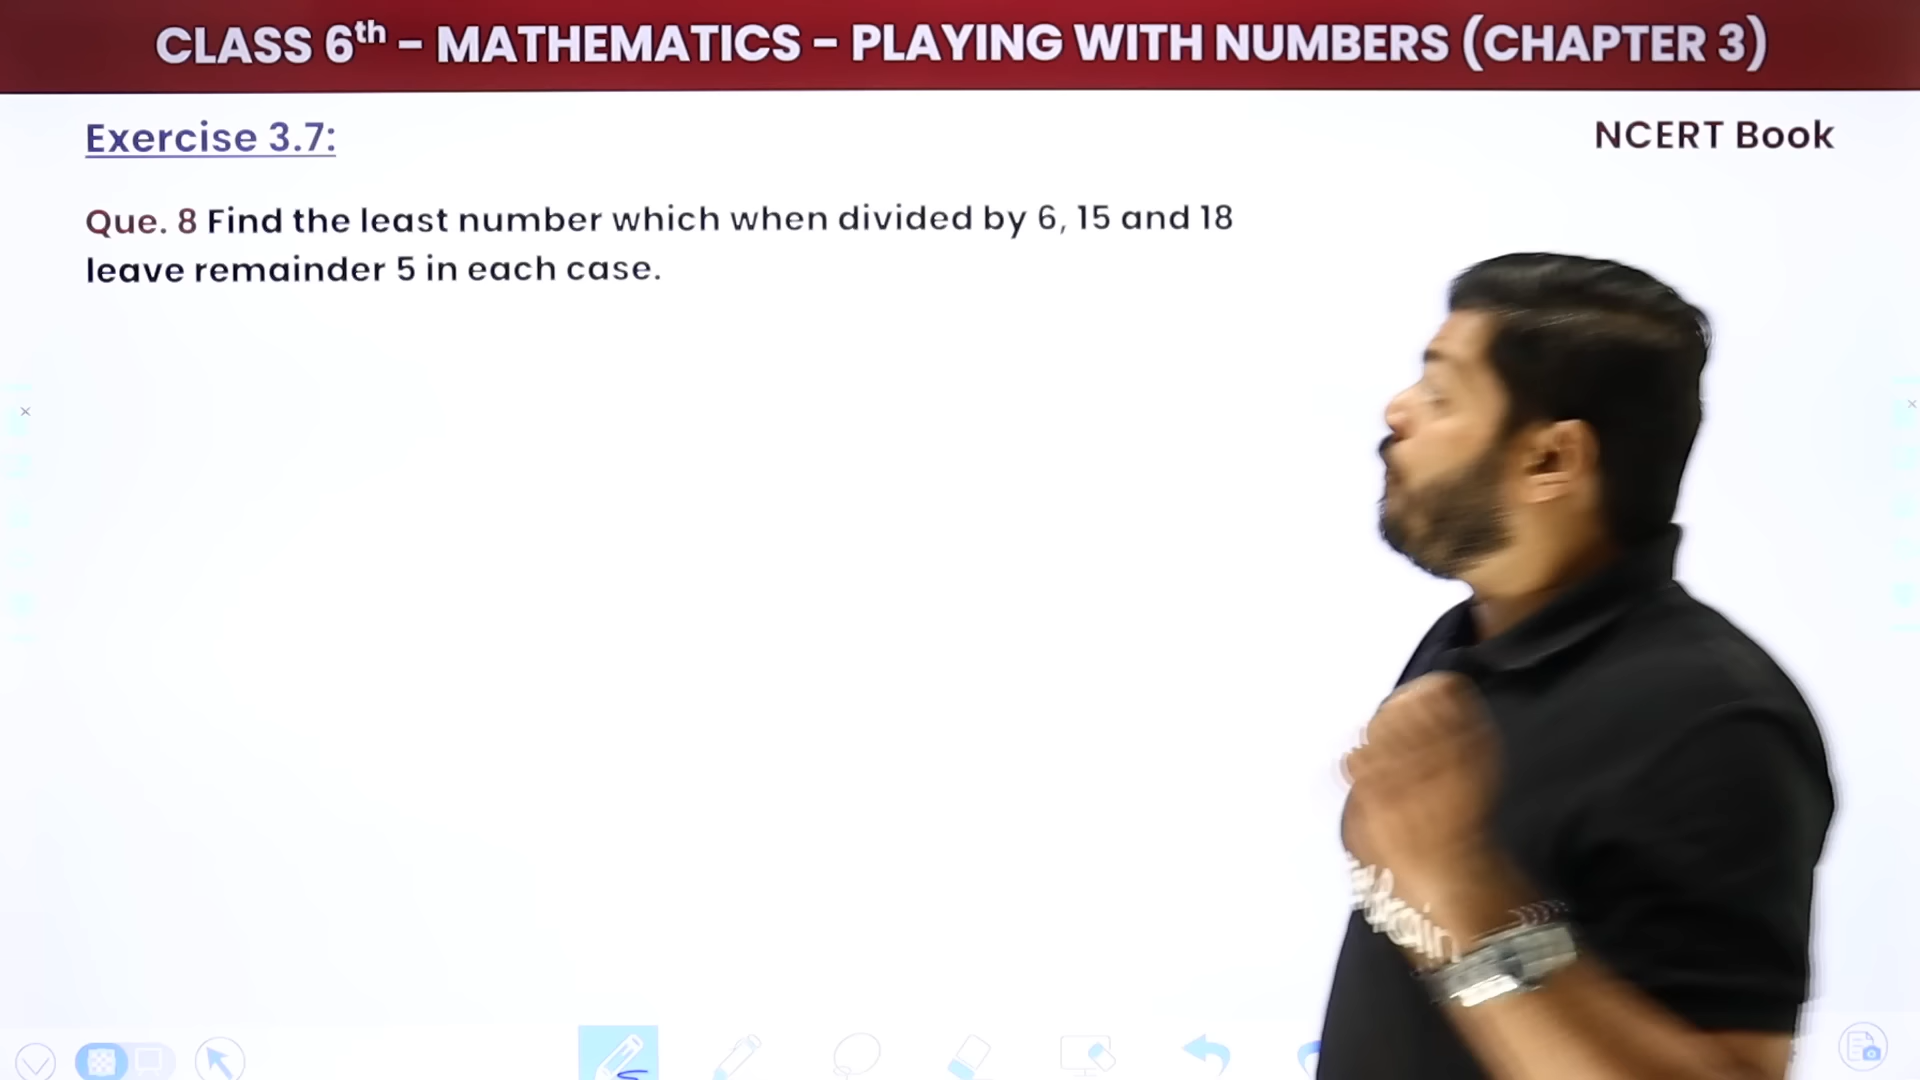 CLASS 6th – MATHEMATICS – PLAYING WITH NUMBERS (CHAPTER 3)
Exercise 3.7:
NCERT Book
Que. 8 Find the least number which when divided by 6, 15 and 18
leave remainder 5 in each case.